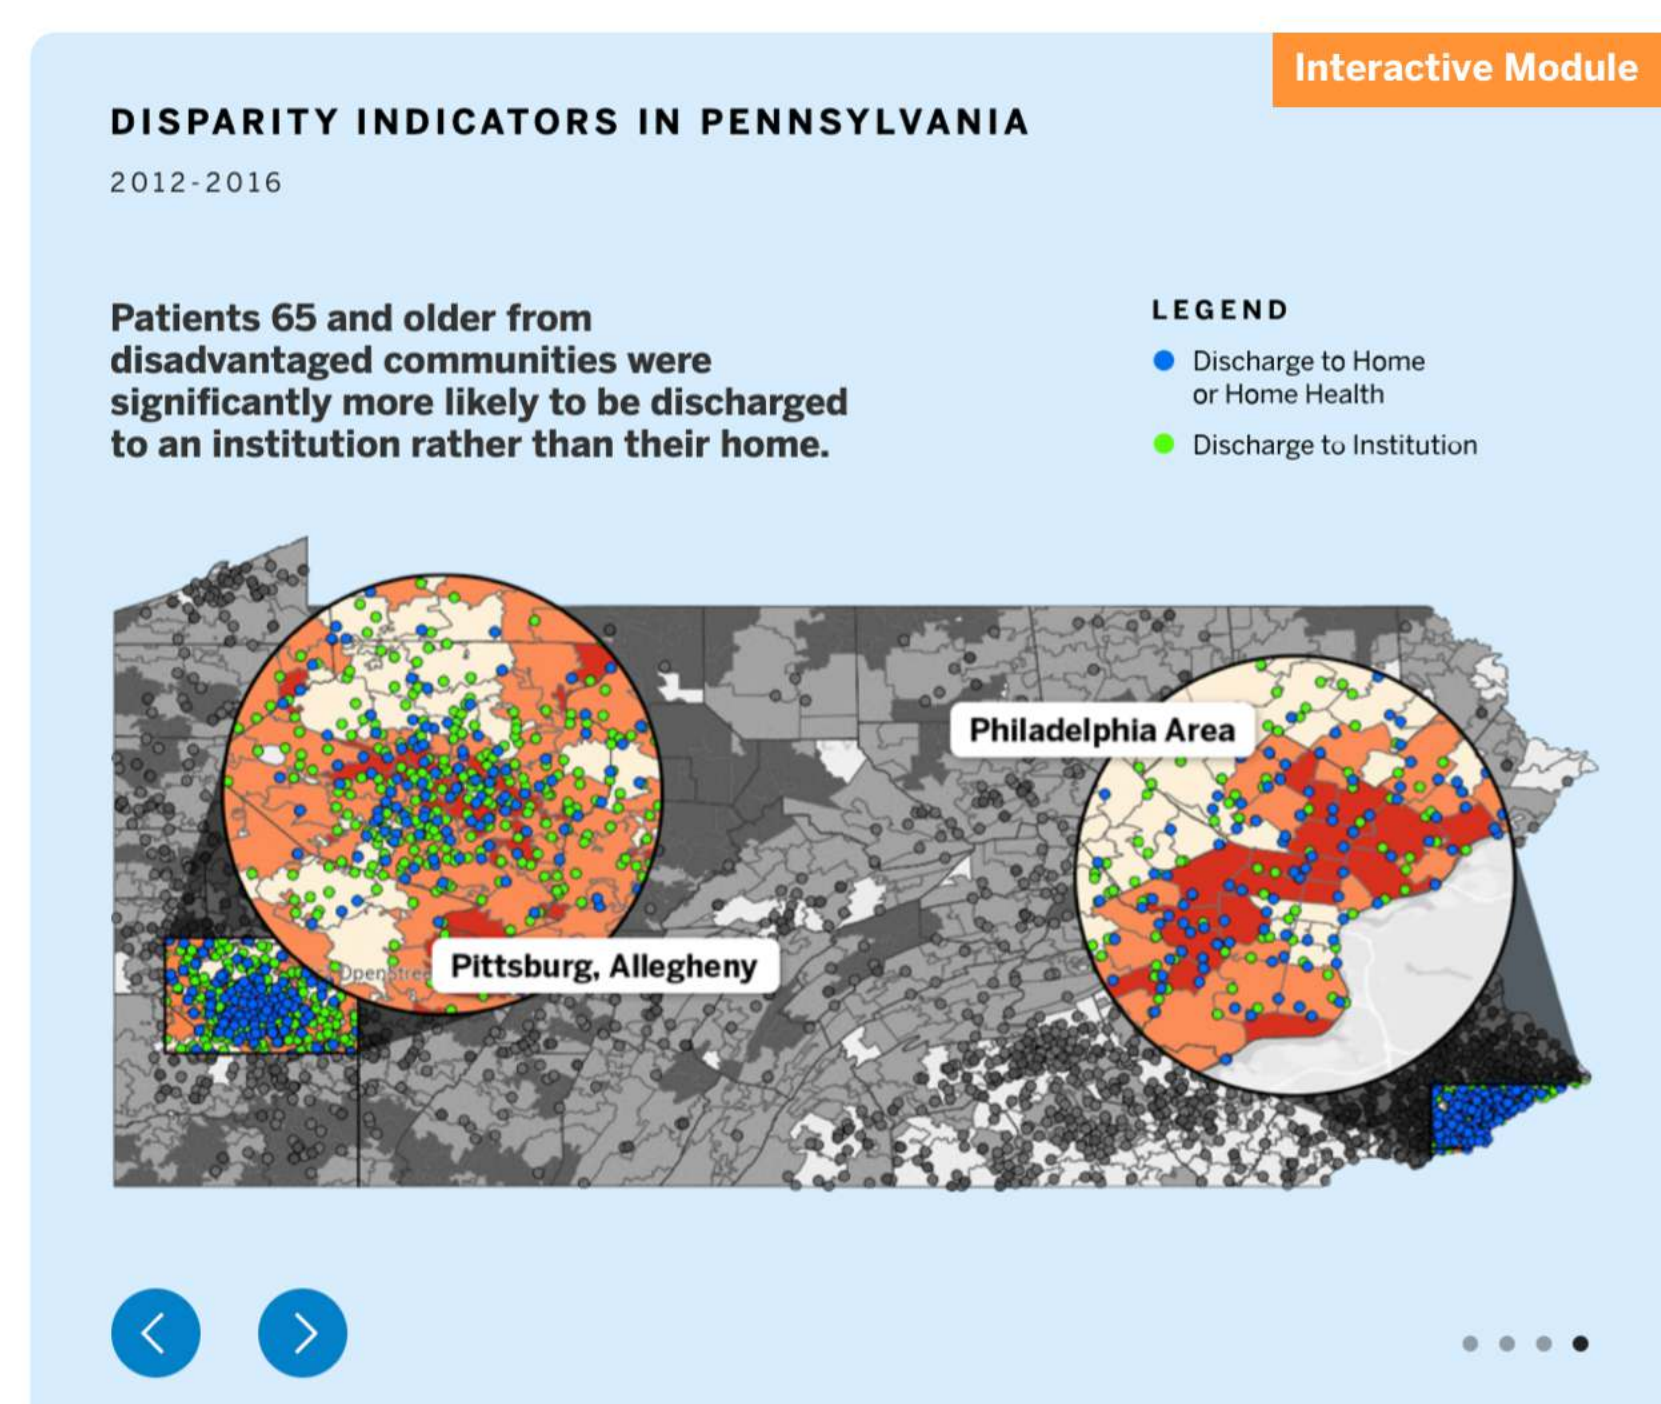 Interactive Module
DISPARITY INDICATORS IN PENNSYLVANIA
2012-2016
Patients 65 and older from
disadvantaged communities were
significantly more likely to be discharged
to an institution rather than their home.
LEGEND
Discharge to Home
or Home Health
Discharge to Institution
Philadelphia Area
Pittsburg, Allegheny